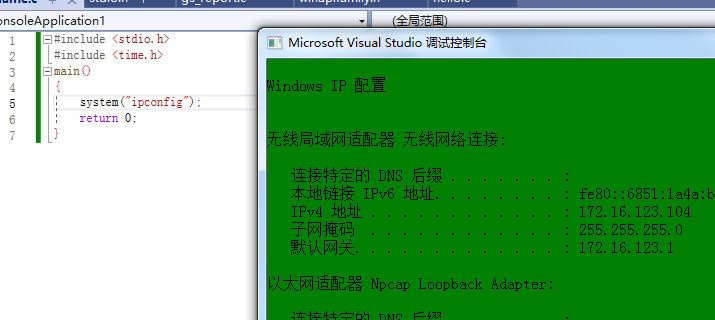 onsoleApplication1
(全局范围)
1 #include <stdio.h>
2 #include <time.h>
3 main()
4 {
5 system("ipconfig");
6 return 0;
7 }
Microsoft Visual Studio 调试控制台
Windows IP 配置
无线局域网适配器 无线网络连接:
连接特定的 DNS 后缀 . . . . . . . :
本地链接 IPv6 地址. . . . . . . . : fe80::6851:1a4a:b
IPv4 地址 . . . . . . . . . . . . : 172.16.123.104
子网掩码 . . . . . . . . . . . . : 255.255.255.0
默认网关. . . . . . . . . . . . . : 172.16.123.1
以太网适配器 Npcap Loopback Adapter:
连接特定的 DNS 后缀 . . . . . . . :